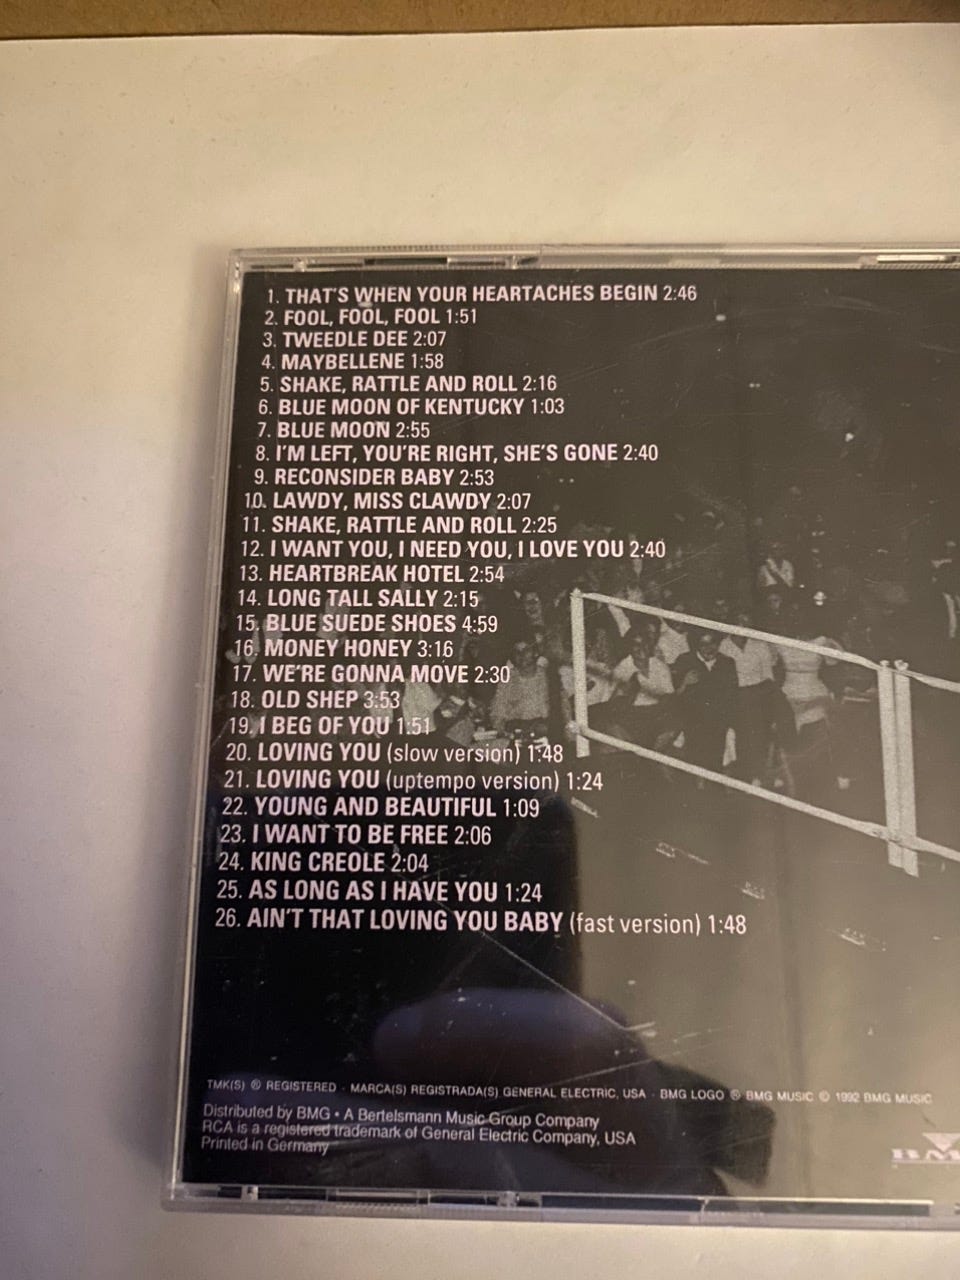 1. THAT'S WHEN YOUR HEARTACHES BEGIN 2:46
2. FOOL, FOOL, FOOL 1:51
3. TWEEDLE DEE 2:07
4. MAYBELLENE 1:58
5. SHAKE, RATTLE AND ROLL 2:16
6. BLUE MOON OF KENTUCKY 1:03
7. BLUE MOON 2:55
8. I'M LEFT, YOU'RE RIGHT, SHE'S GONE 2:40
9. RECONSIDER BABY 2:53
10. LAWDY, MISS CLAWDY 2:07
11. SHAKE, RATTLE AND ROLL 2:25
12. I WANT YOU, I NEED YOU, I LOVE YOU 2:40
13. HEARTBREAK HOTEL 2:54
14. LONG TALL SALLY 2:15
15. BLUE SUEDE SHOES 4:59
16. MONEY HONEY 3:16
17. WE'RE GONNA MOVE 2:30
18. OLD SHEP 3:53
19. I BEG OF YOU 1:51
20. LOVING YOU (slow version) 1:48
21. LOVING YOU (uptempo version) 1:24
22. YOUNG AND BEAUTIFUL 1:09
23. I WANT TO BE FREE 2:06
24. KING CREOLE 2:04
25. AS LONG AS I HAVE YOU 1:24
26. AIN'T THAT LOVING YOU BABY (fast version) 1:48
TMK(S) ® REGISTERED · MARCA(S) REGISTRADA(S) GENERAL ELECTRIC, USA · BMG LOGO ® BMG MUSIC © 1992 BMG MUSIC
Distributed by BMG • A Bertelsmann Music Group Company
RCA is a registered trademark of General Electric Company, USA
Printed in Germany